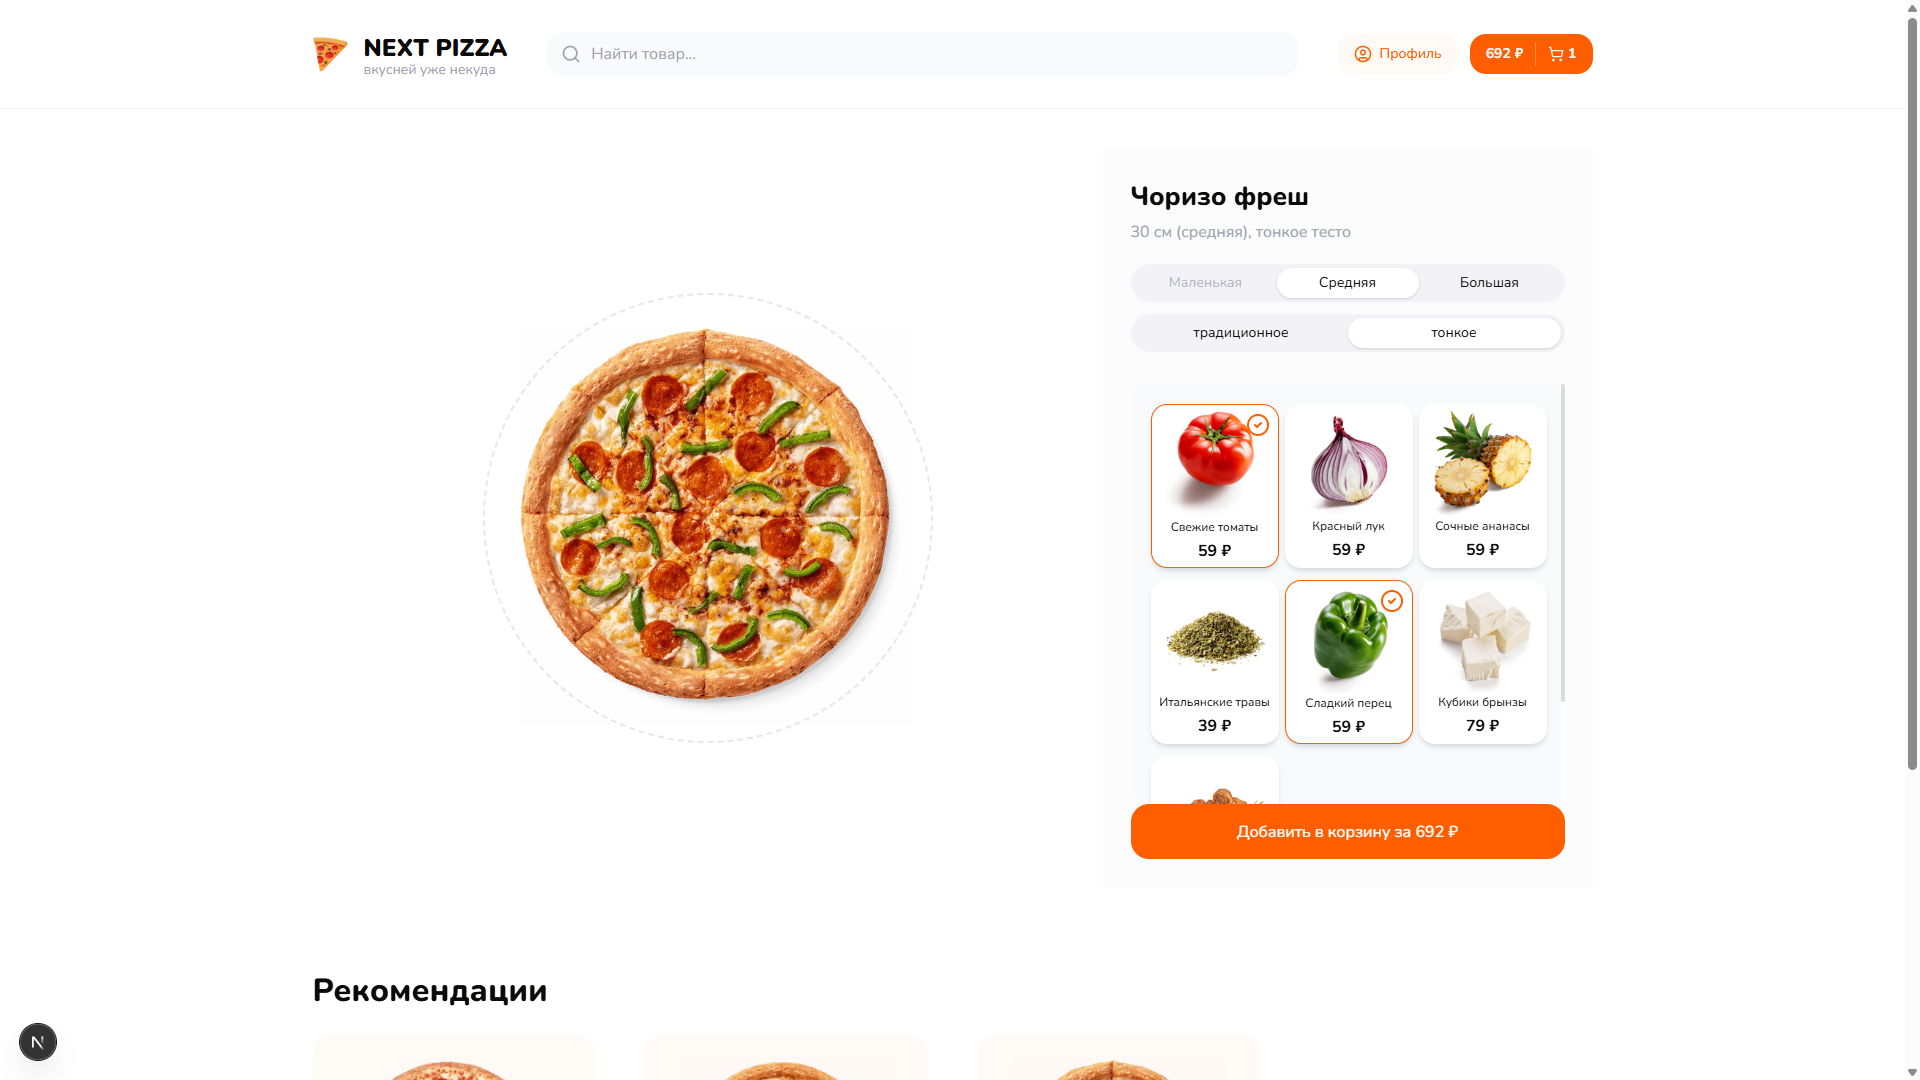 NEXT PIZZA
вкусней уже некуда
Найти товар...
Профиль
692 ₽
1
Чоризо фреш
30 см (средняя), тонкое тесто
Маленькая Средняя Большая
традиционное тонкое
Свежие томаты Красный лук Сочные ананасы
59 ₽ 59 ₽ 59 ₽
Итальянские травы Сладкий перец Кубики брынзы
39 ₽ 59 ₽ 79 ₽
Добавить в корзину за 692 ₽
Рекомендации
N